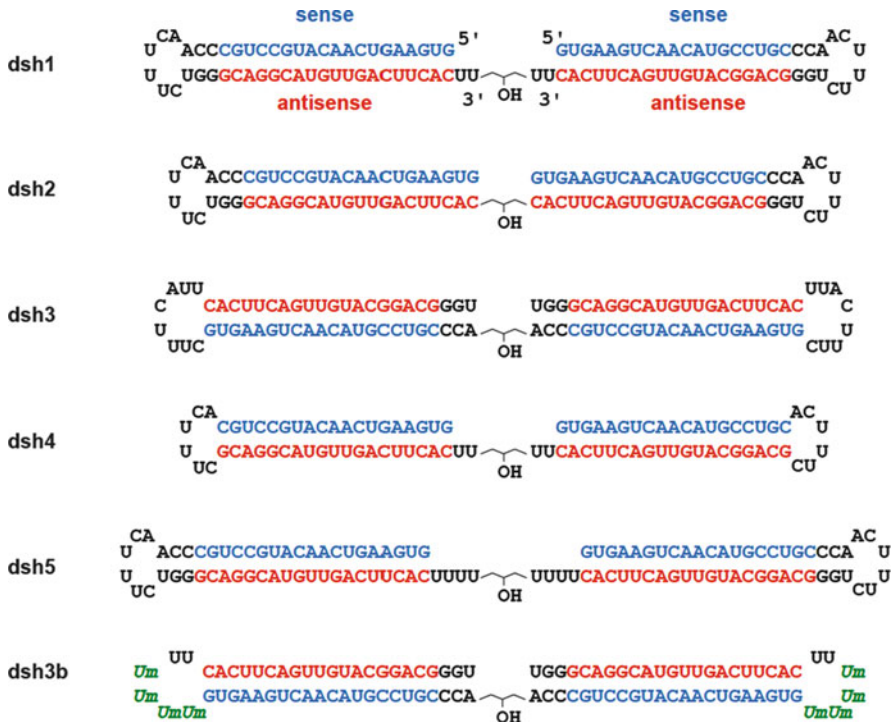 sense sense
5' 5'
CA AC
U ACCCGUCCGUACAACUGAAGUG GUGAAGUCAACAUGCCUGCCCA U
dsh1
U UGGGCAGGCAUGUUGACUUCACUU UUCACUUCAGUUGUACGGACGGGU U
UC CU
3' OH 3'
antisense antisense
CA AC
U ACCCGUCCGUACAACUGAAGUG GUGAAGUCAACAUGCCUGCCCA U
dsh2
U UGGGCAGGCAUGUUGACUUCAC CACUUCAGUUGUACGGACGGGU U
UC CU
OH
AUU UUA
C CACUUCAGUUGUACGGACGGGU UGGGCAGGCAUGUUGACUUCAC C
dsh3
U GUGAAGUCAACAUGCCUGCCCA ACCCGUCCGUACAACUGAAGUG U
UUC CUU
OH
CA AC
U CGUCCGUACAACUGAAGUG GUGAAGUCAACAUGCCUGC U
dsh4
U GCAGGCAUGUUGACUUCACUU UUCACUUCAGUUGUACGGACG U
UC CU
OH
CA AC
U ACCCGUCCGUACAACUGAAGUG GUGAAGUCAACAUGCCUGCCCA U
dsh5
U UGGGCAGGCAUGUUGACUUCACUUUU UUUUCACUUCAGUUGUACGGACGGGU U
UC CU
OH
UU UU
dsh3b
Um CACUUCAGUUGUACGGACGGGU UGGGCAGGCAUGUUGACUUCAC Um
Um GUGAAGUCAACAUGCCUGCCCA ACCCGUCCGUACAACUGAAGUG Um
UmUm UmUm
OH